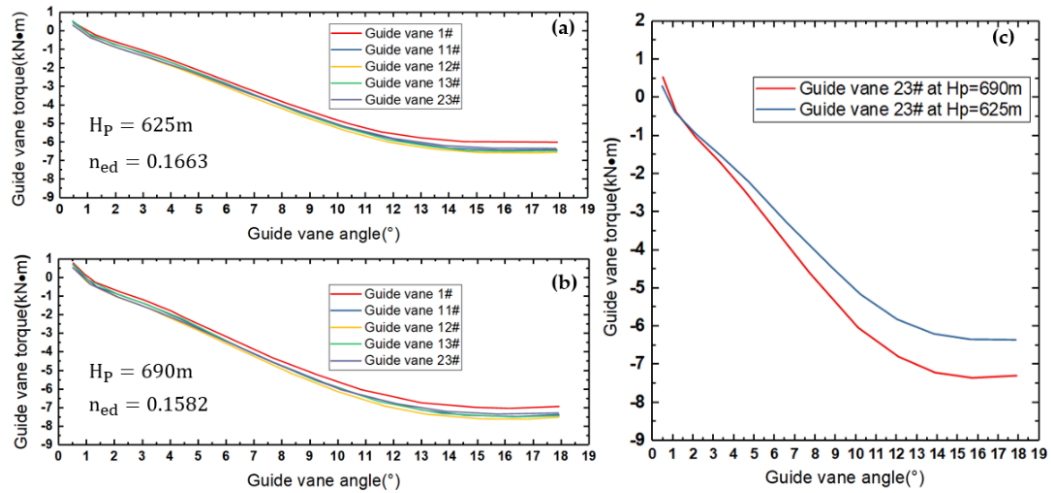 (a)
Guide vane torque(kN•m)
1
0
-1
-2
-3
-4
-5
-6
-7
-8
-9
Guide vane 1#
Guide vane 11#
Guide vane 12#
Guide vane 13#
Guide vane 23#
H_P = 625m
n_ed = 0.1663
0 1 2 3 4 5 6 7 8 9 10 11 12 13 14 15 16 17 18 19
Guide vane angle(°)
(b)
Guide vane torque(kN•m)
1
0
-1
-2
-3
-4
-5
-6
-7
-8
-9
Guide vane 1#
Guide vane 11#
Guide vane 12#
Guide vane 13#
Guide vane 23#
H_P = 690m
n_ed = 0.1582
0 1 2 3 4 5 6 7 8 9 10 11 12 13 14 15 16 17 18 19
Guide vane angle(°)
(c)
Guide vane torque(kN•m)
2
1
0
-1
-2
-3
-4
-5
-6
-7
-8
-9
Guide vane 23# at Hp=690m
Guide vane 23# at Hp=625m
0 1 2 3 4 5 6 7 8 9 10 11 12 13 14 15 16 17 18 19
Guide vane angle(°)